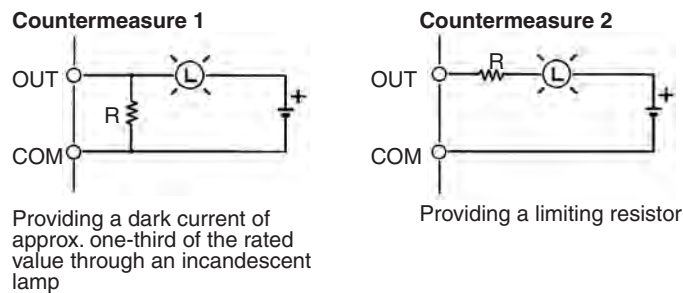 Countermeasure 1
OUT
L
+
R
COM
Providing a dark current of
approx. one-third of the rated
value through an incandescent
lamp
Countermeasure 2
OUT
R
L
+
COM
Providing a limiting resistor